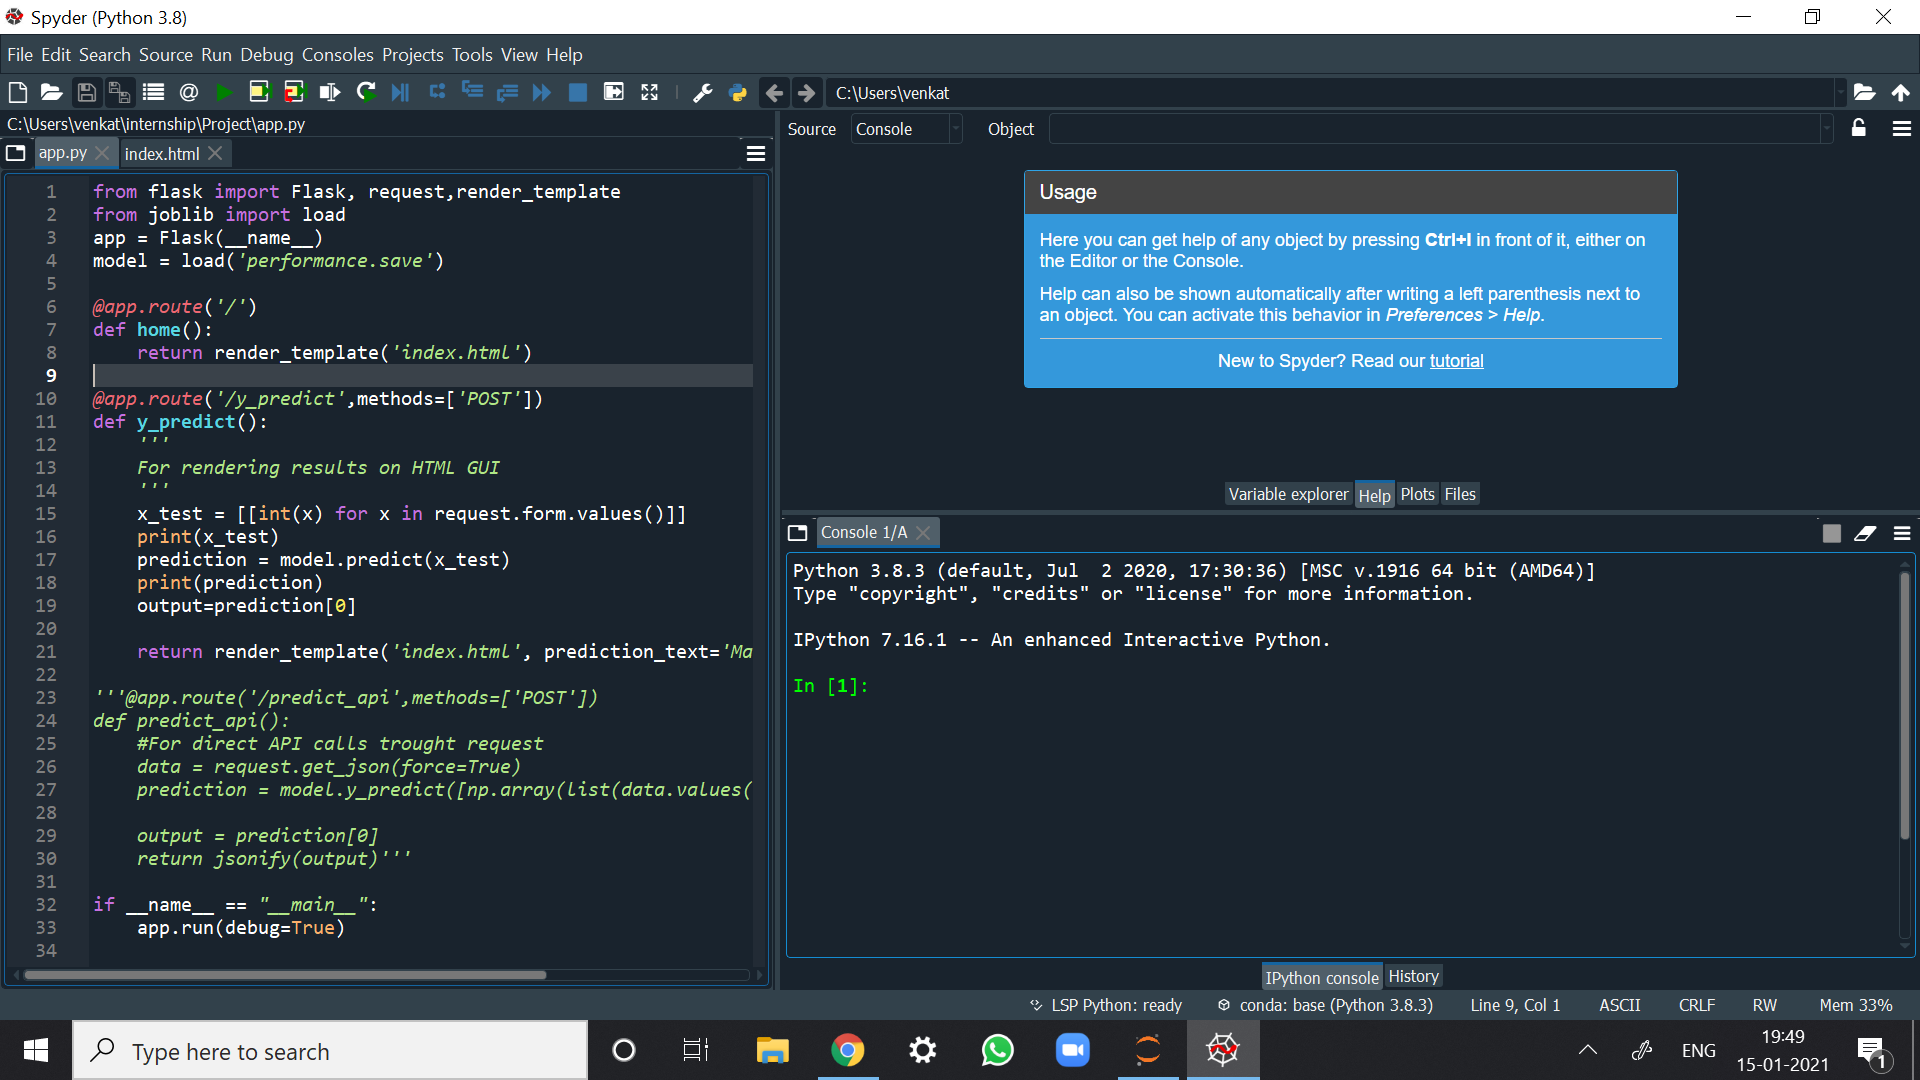 Spyder (Python 3.8)
File Edit Search Source Run Debug Consoles Projects Tools View Help
C:\Users\venkat
C:\Users\venkat\internship\Project\app.py
app.py
index.html
1 from flask import Flask, request,render_template
2 from joblib import load
3 app = Flask(__name__)
4 model = load('performance.save')
5
6 @app.route('/')
7 def home():
8     return render_template('index.html')
9
10 @app.route('/y_predict',methods=['POST'])
11 def y_predict():
12     '''
13     For rendering results on HTML GUI
14     '''
15     x_test = [[int(x) for x in request.form.values()]]
16     print(x_test)
17     prediction = model.predict(x_test)
18     print(prediction)
19     output=prediction[0]
20
21     return render_template('index.html', prediction_text='Ma
22
23 '''@app.route('/predict_api',methods=['POST'])
24 def predict_api():
25     #For direct API calls trought request
26     data = request.get_json(force=True)
27     prediction = model.y_predict([np.array(list(data.values(
28
29     output = prediction[0]
30     return jsonify(output)'''
31
32 if __name__ == "__main__":
33     app.run(debug=True)
34
Source Console Object
Usage
Here you can get help of any object by pressing Ctrl+I in front of it, either on
the Editor or the Console.
Help can also be shown automatically after writing a left parenthesis next to
an object. You can activate this behavior in Preferences > Help.
New to Spyder? Read our tutorial
Variable explorer Help Plots Files
Console 1/A
Python 3.8.3 (default, Jul  2 2020, 17:30:36) [MSC v.1916 64 bit (AMD64)]
Type "copyright", "credits" or "license" for more information.
IPython 7.16.1 -- An enhanced Interactive Python.
In [1]:
IPython console History
LSP Python: ready conda: base (Python 3.8.3) Line 9, Col 1 ASCII CRLF RW Mem 33%
Type here to search
ENG
19:49
15-01-2021
1